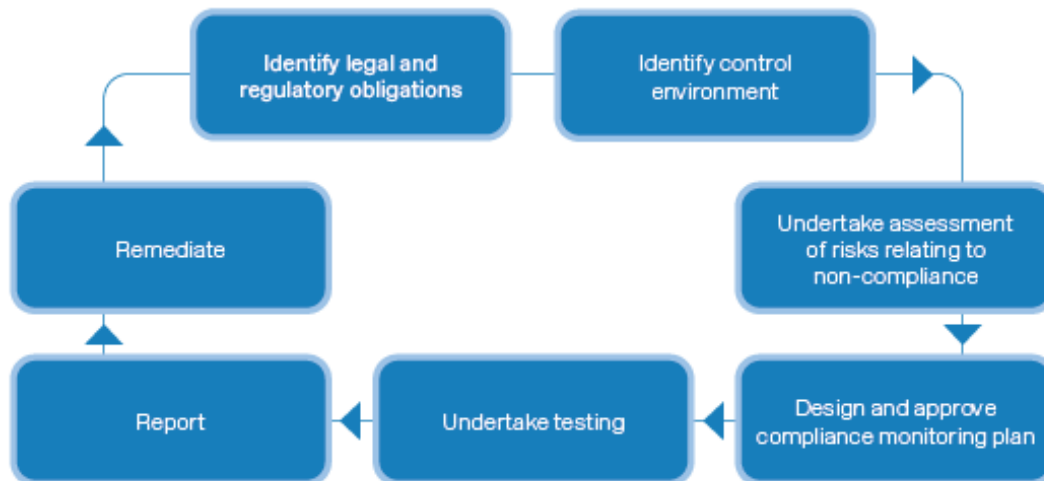 Identify legal and
regulatory obligations
Identify control
environment
Undertake assessment
of risks relating to
non-compliance
Design and approve
compliance monitoring plan
Undertake testing
Report
Remediate